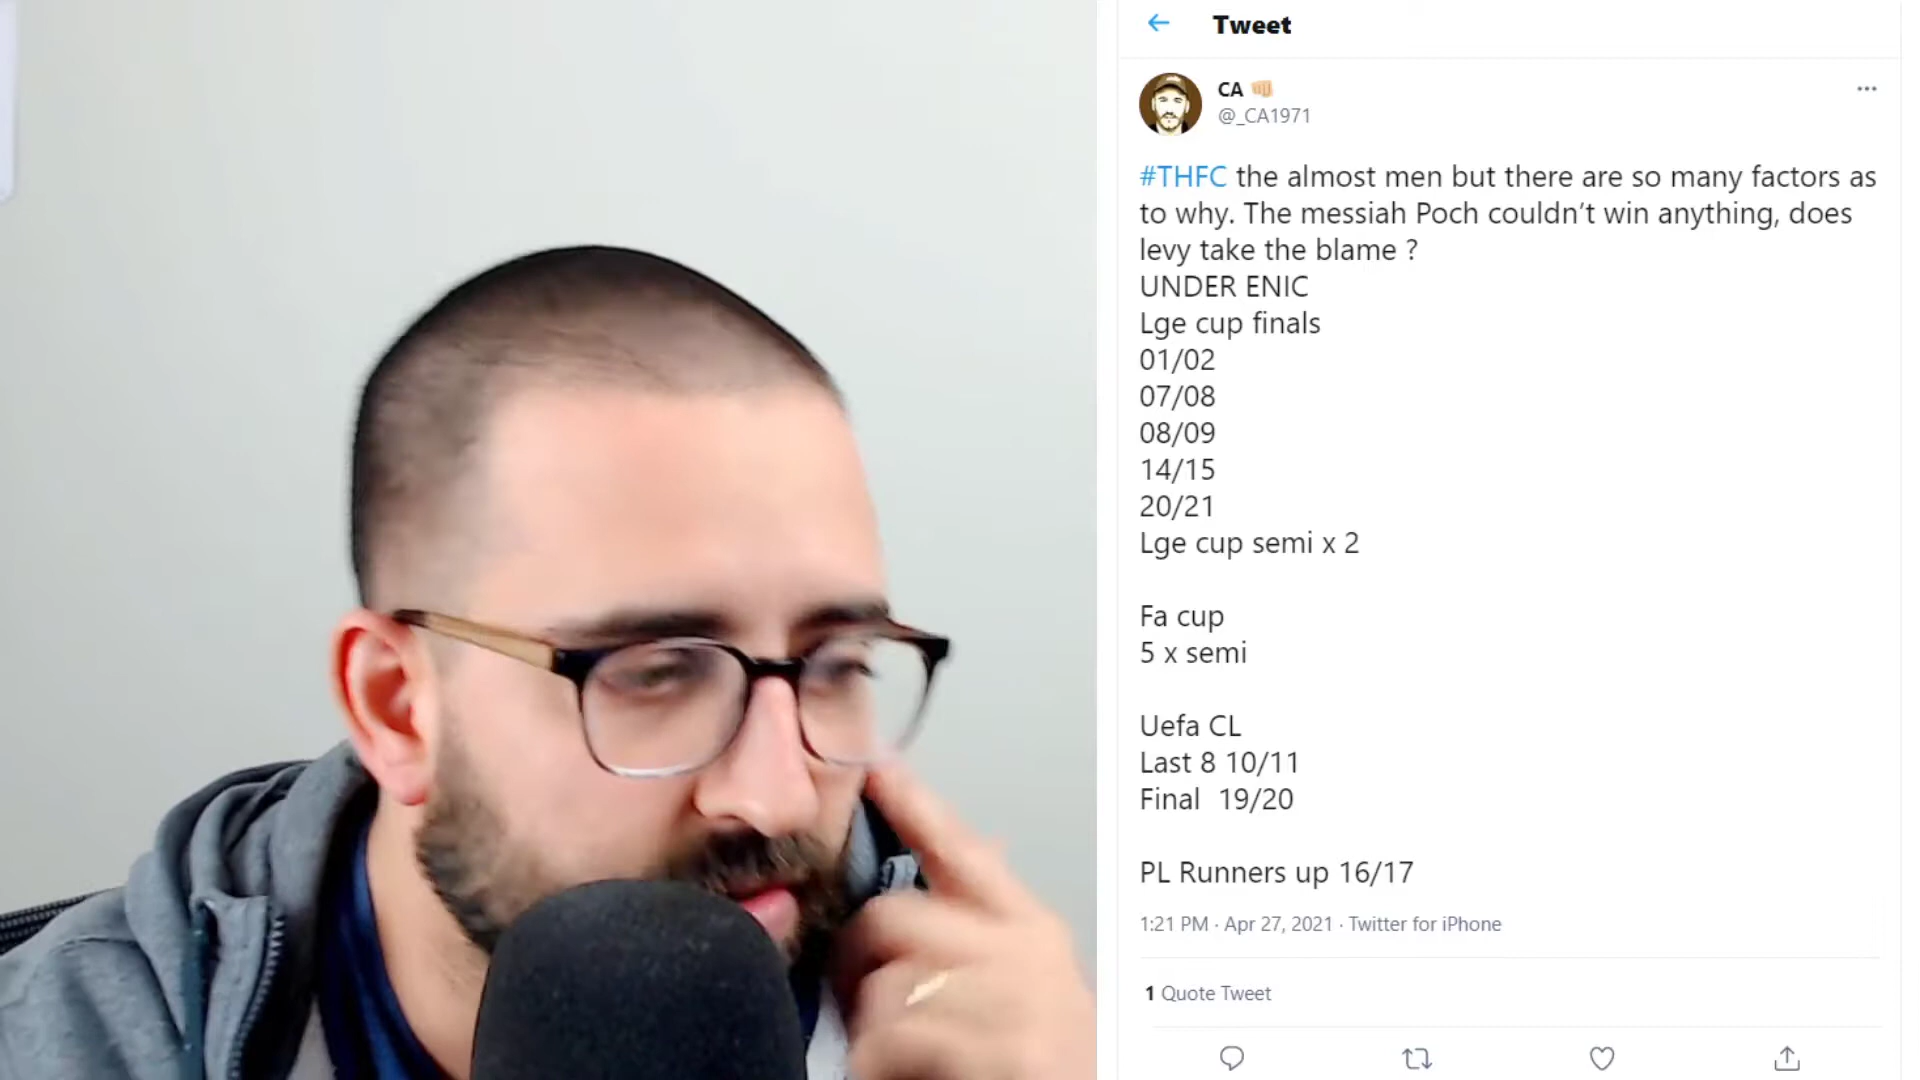 Tweet
CA 👊🏼
@_CA1971
#THFC the almost men but there are so many factors as
to why. The messiah Poch couldn’t win anything, does
levy take the blame ?
UNDER ENIC
Lge cup finals
01/02
07/08
08/09
14/15
20/21
Lge cup semi x 2
Fa cup
5 x semi
Uefa CL
Last 8 10/11
Final 19/20
PL Runners up 16/17
1:21 PM · Apr 27, 2021 · Twitter for iPhone
1 Quote Tweet